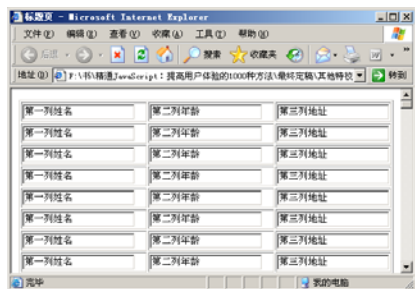 标题页 - Microsoft Internet Explorer
文件(F) 编辑(E) 查看(V) 收藏(A) 工具(T) 帮助(H)
后退 搜索 收藏夹
地址(D) F:\书\精通JavaScript：提高用户体验的1000种方法\最终定稿\其他特效 转到
第一列姓名 第二列年龄 第三列地址
第一列姓名 第二列年龄 第三列地址
第一列姓名 第二列年龄 第三列地址
第一列姓名 第二列年龄 第三列地址
第一列姓名 第二列年龄 第三列地址
第一列姓名 第二列年龄 第三列地址
第一列姓名 第二列年龄 第三列地址
第一列姓名 第二列年龄 第三列地址
完毕 我的电脑